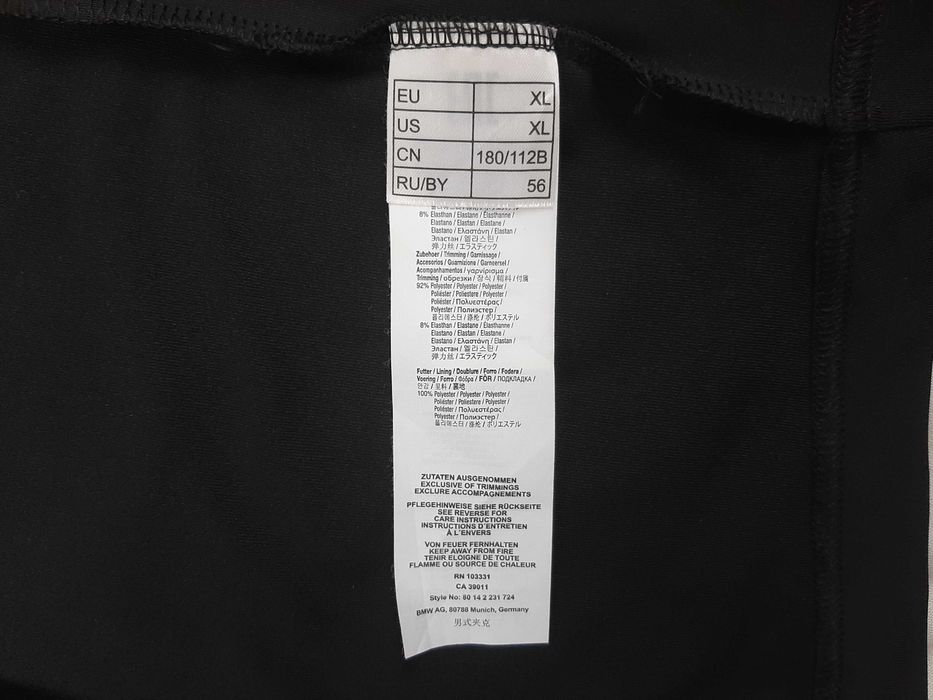 EU XL
US XL
CN 180/112B
RU/BY 56
8% Elasthan / Elastane / Elasthanne /
Elastano / Elastan / Elastane /
Elastano / Ελαστάνη / Elastan /
Эластан / 엘라스틴 /
弹力丝 / エラスティック
Zubehoer / Trimming / Garnissage /
Accesorios / Guarnizione / Garneersel /
Acompanhamentos / γαρνίρισμα /
Trimming / обрезки / 장식 / 辅料 / 付属
92% Polyester / Polyester / Polyester /
Poliéster / Poliestere / Polyester /
Poliéster / Πολυεστέρας /
Polyester / Полиэстер /
폴리에스터 / 涤纶 / ポリエステル
8% Elasthan / Elastane / Elasthanne /
Elastano / Elastan / Elastane /
Elastano / Ελαστάνη / Elastan /
Эластан / 엘라스틴 /
弹力丝 / エラスティック
Futter / Lining / Doublure / Forro / Fodera /
Voering / Forro / Φόδρα / FÓR / ПОДКЛАДКА /
안감 / 里料 / 裏地
100% Polyester / Polyester / Polyester /
Poliéster / Poliestere / Polyester /
Poliéster / Πολυεστέρας /
Polyester / Полиэстер /
폴리에스터 / 涤纶 / ポリエステル
ZUTATEN AUSGENOMMEN
EXCLUSIVE OF TRIMMINGS
EXCLURE ACCOMPAGNEMENTS
PFLEGEHINWEISE SIEHE RÜCKSEITE
SEE REVERSE FOR
CARE INSTRUCTIONS
INSTRUCTIONS D'ENTRETIEN
À L'ENVERS
VON FEUER FERNHALTEN
KEEP AWAY FROM FIRE
TENIR ELOIGNE DE TOUTE
FLAMME OU SOURCE DE CHALEUR
RN 103331
CA 39011
Style No: 80 14 2 231 724
BMW AG, 80788 Munich, Germany
男式夹克